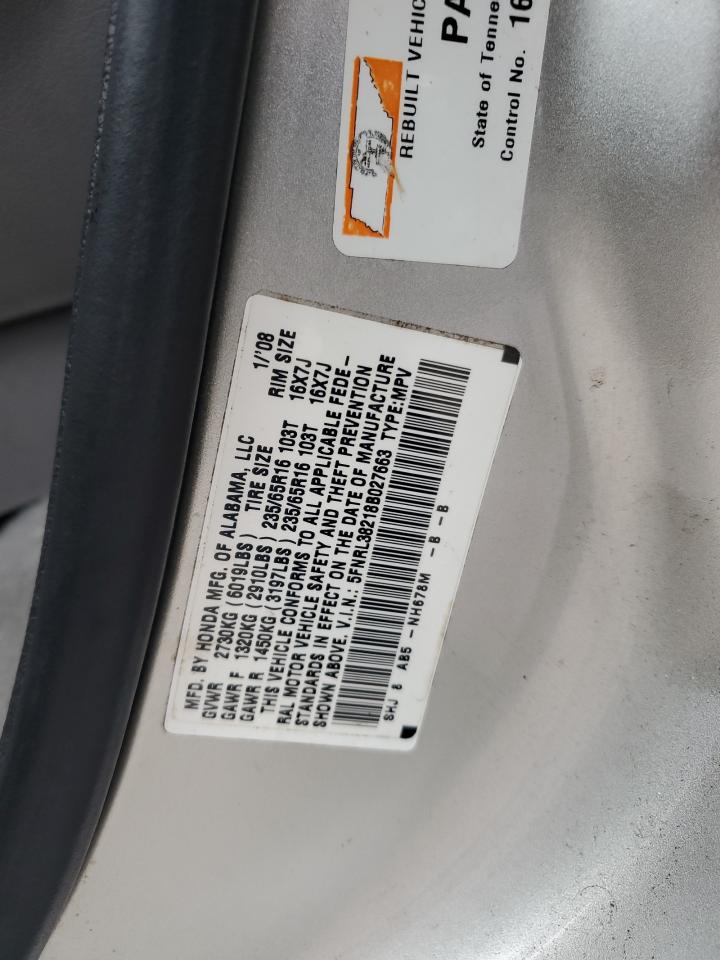 REBUILT VEHIC
PA
State of Tenne
Control No. 16
MFD. BY HONDA MFG. OF ALABAMA, LLC 1/'08
GVWR 2730KG (6019LBS) TIRE SIZE RIM SIZE
GAWR F 1320KG (2910LBS) 235/65R16 103T 16X7J
GAWR R 1450KG (3197LBS) 235/65R16 103T 16X7J
THIS VEHICLE CONFORMS TO ALL APPLICABLE FEDE-
RAL MOTOR VEHICLE SAFETY AND THEFT PREVENTION
STANDARDS IN EFFECT ON THE DATE OF MANUFACTURE
SHOWN ABOVE. V.I.N.: 5FNRL38218B027663 TYPE:MPV
8HJ 8 AB5 -NH678M -B -B